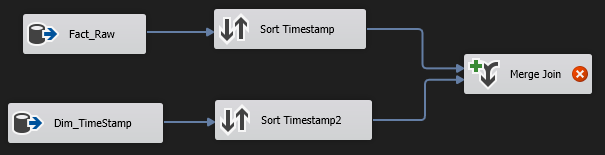 Fact_Raw
Sort Timestamp
Merge Join
Dim_TimeStamp
Sort Timestamp2